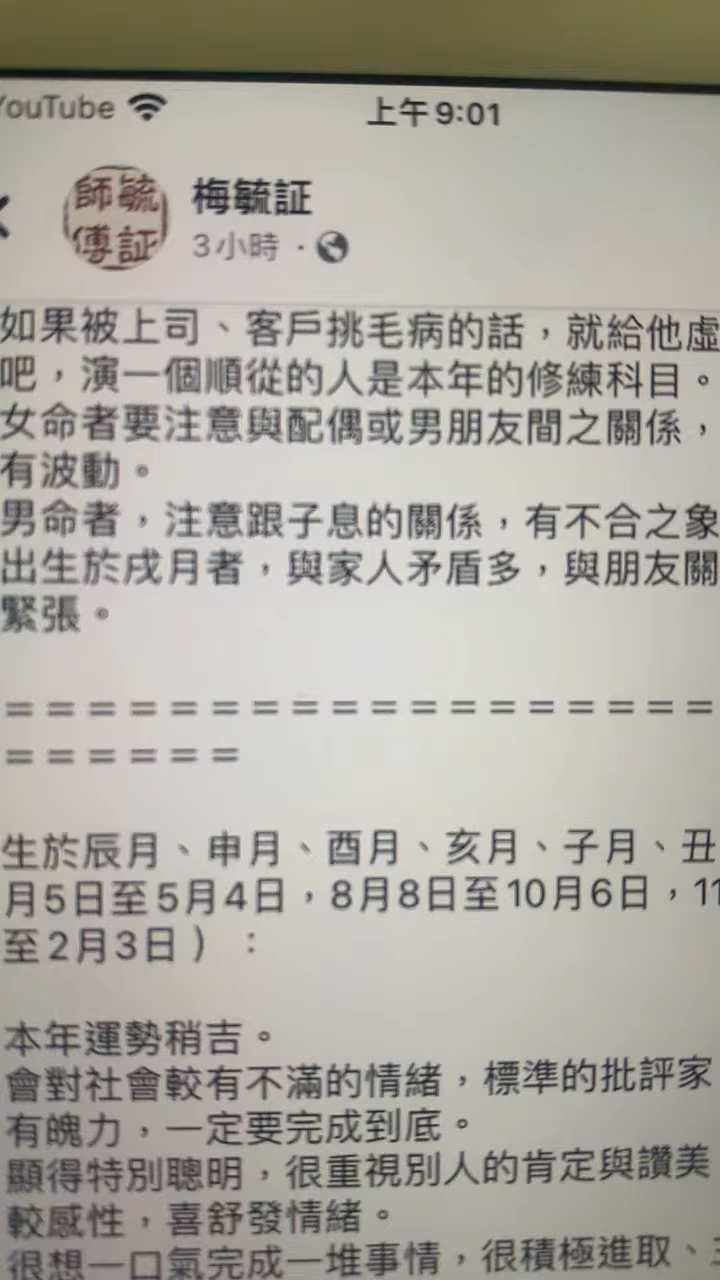 YouTube 上午9:01
師毓
傅証
梅毓証
3小時 ·
如果被上司、客戶挑毛病的話，就給他虛
吧，演一個順從的人是本年的修練科目。
女命者要注意與配偶或男朋友間之關係，
有波動。
男命者，注意跟子息的關係，有不合之象
出生於戌月者，與家人矛盾多，與朋友關
緊張。
==================
======
生於辰月、申月、酉月、亥月、子月、丑
月5日至5月4日，8月8日至10月6日，11
至2月3日）：
本年運勢稍吉。
會對社會較有不滿的情緒，標準的批評家
有魄力，一定要完成到底。
顯得特別聰明，很重視別人的肯定與讚美
較感性，喜舒發情緒。
很想一口氣完成一堆事情，很積極進取、